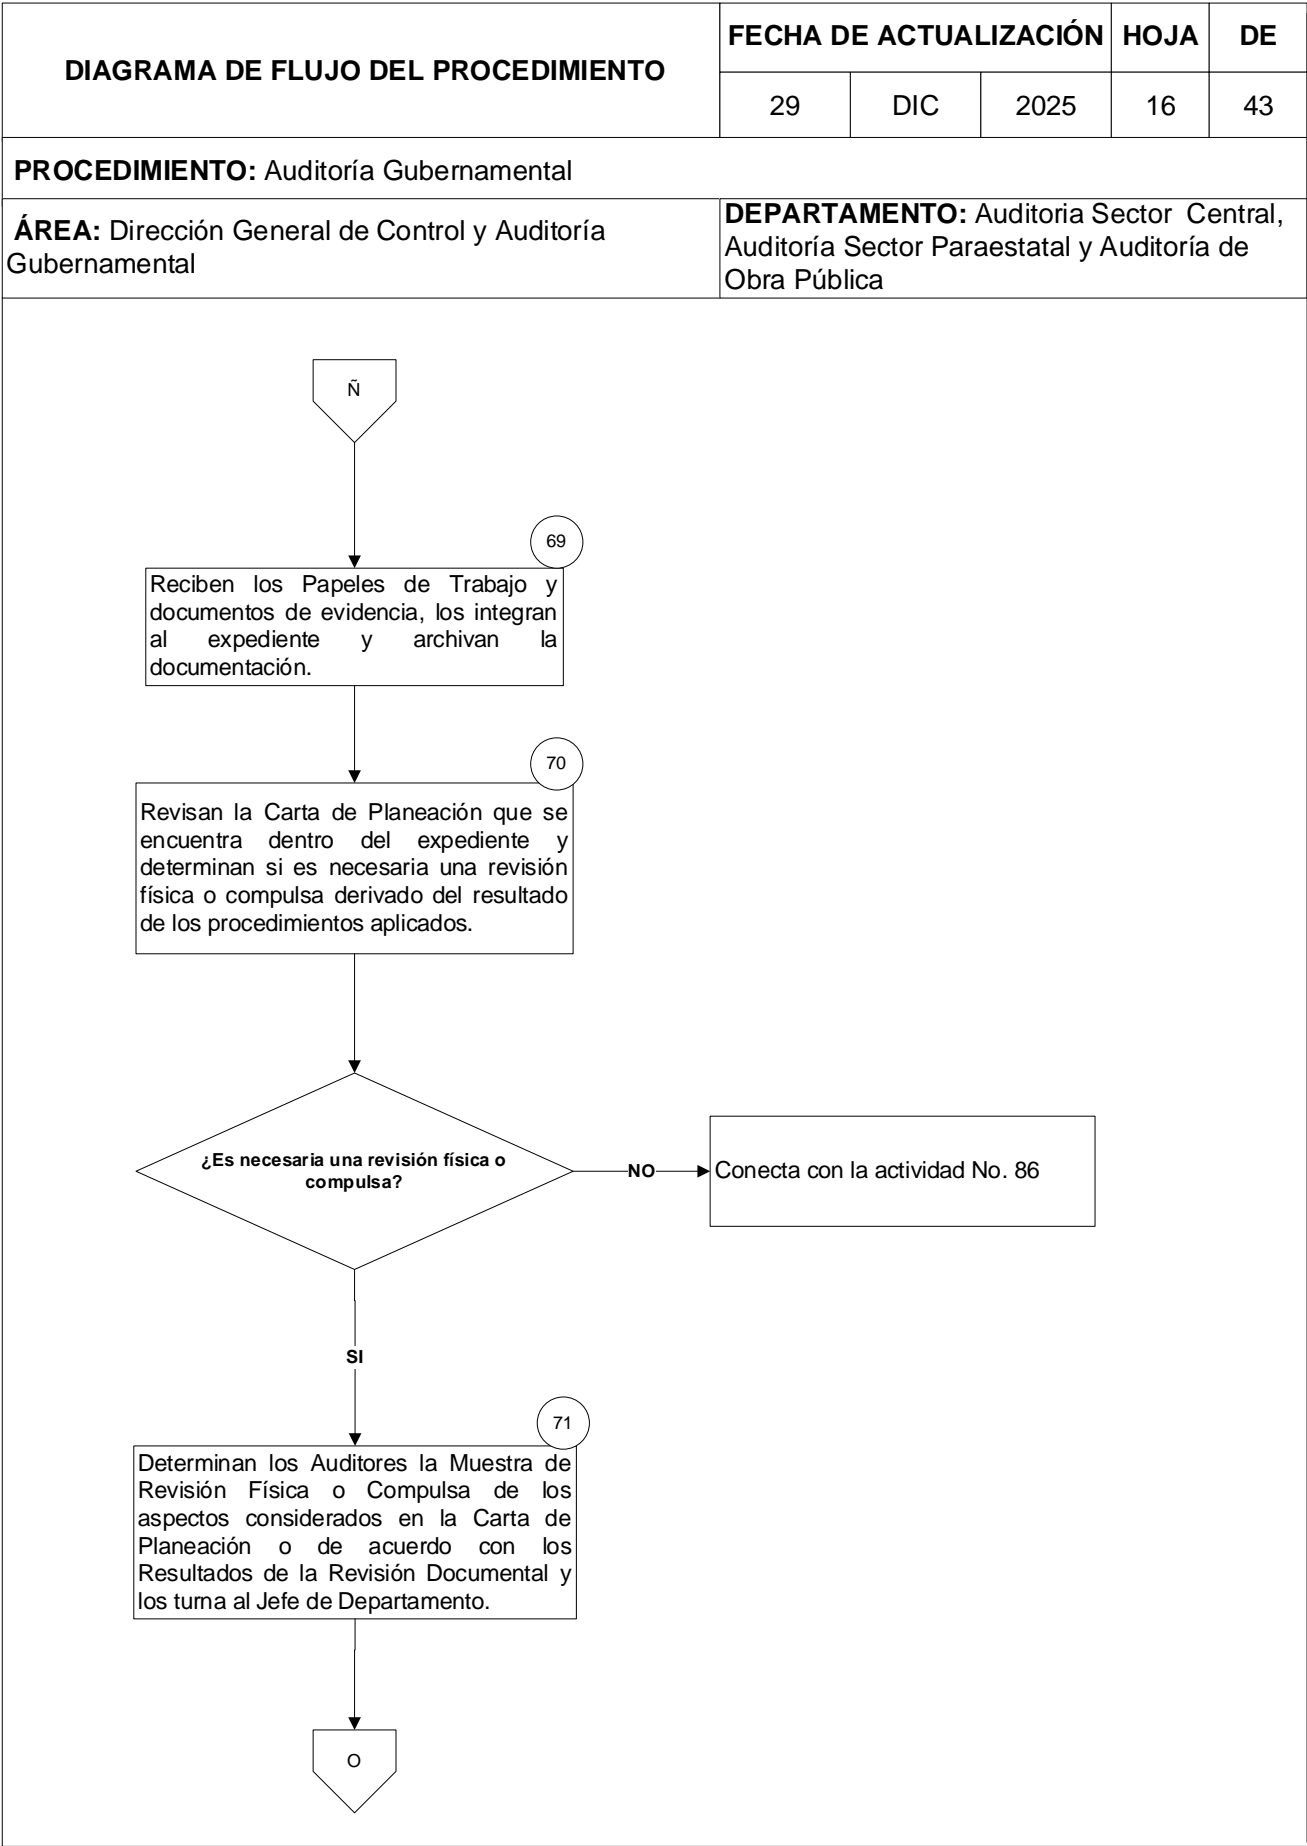 DIAGRAMA DE FLUJO DEL PROCEDIMIENTO
FECHA DE ACTUALIZACIÓN HOJA DE
29 DIC 2025 16 43
PROCEDIMIENTO: Auditoría Gubernamental
ÁREA: Dirección General de Control y Auditoría
Gubernamental
DEPARTAMENTO: Auditoria Sector Central,
Auditoría Sector Paraestatal y Auditoría de
Obra Pública
Ñ
69
Reciben los Papeles de Trabajo y
documentos de evidencia, los integran
al expediente y archivan la
documentación.
70
Revisan la Carta de Planeación que se
encuentra dentro del expediente y
determinan si es necesaria una revisión
física o compulsa derivado del resultado
de los procedimientos aplicados.
¿Es necesaria una revisión física o
compulsa?
NO
Conecta con la actividad No. 86
SI
71
Determinan los Auditores la Muestra de
Revisión Física o Compulsa de los
aspectos considerados en la Carta de
Planeación o de acuerdo con los
Resultados de la Revisión Documental y
los turna al Jefe de Departamento.
O